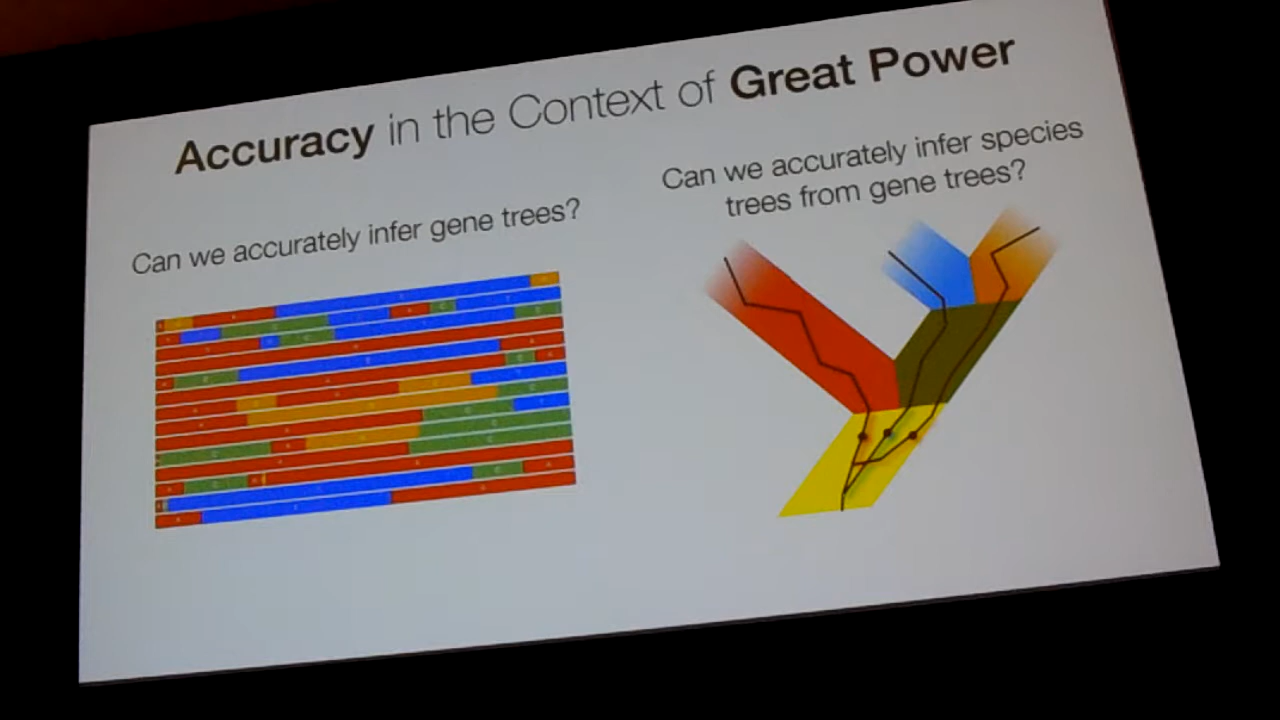 Accuracy in the Context of Great Power
Can we accurately infer gene trees?
Can we accurately infer species
trees from gene trees?